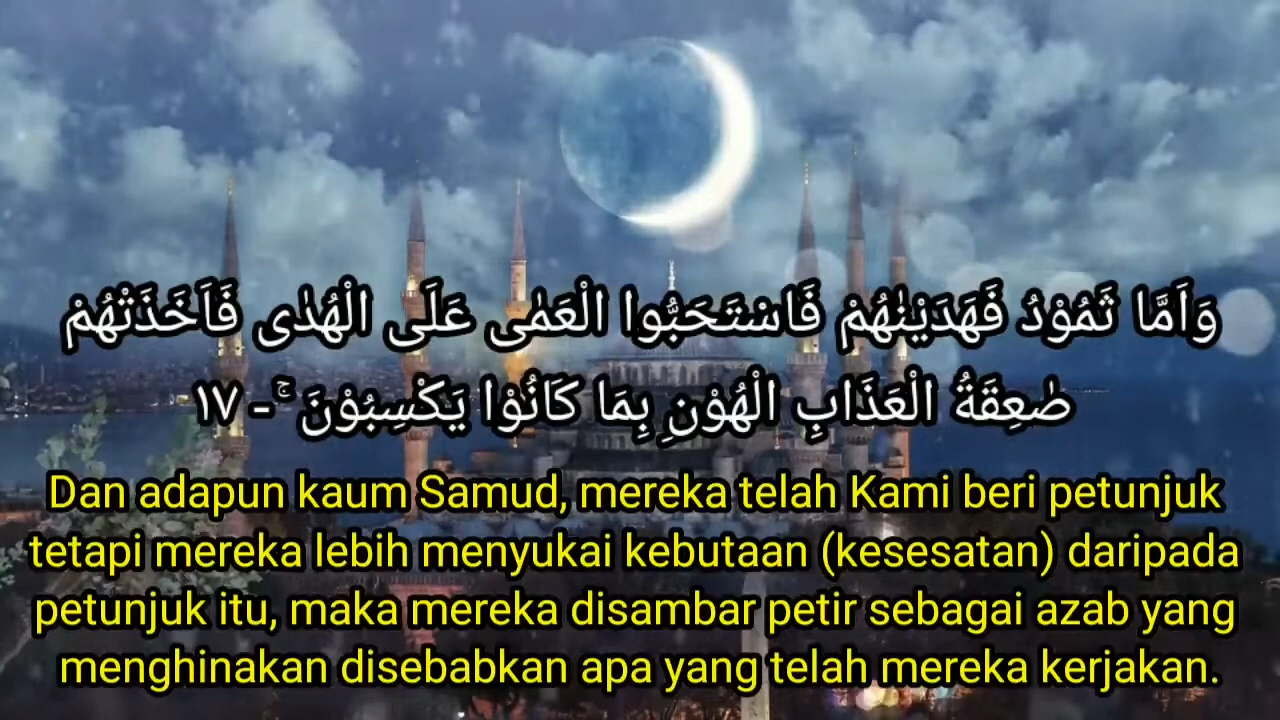 وَاَمَّا ثَمُوْدُ فَهَدَيْنٰهُمْ فَاسْتَحَبُّوا الْعَمٰى عَلَى الْهُدٰى فَاَخَذَتْهُمْ
صٰعِقَةُ الْعَذَابِ الْهُوْنِ بِمَا كَانُوْا يَكْسِبُوْنَ ۚ - ١٧
Dan adapun kaum Samud, mereka telah Kami beri petunjuk
tetapi mereka lebih menyukai kebutaan (kesesatan) daripada
petunjuk itu, maka mereka disambar petir sebagai azab yang
menghinakan disebabkan apa yang telah mereka kerjakan.